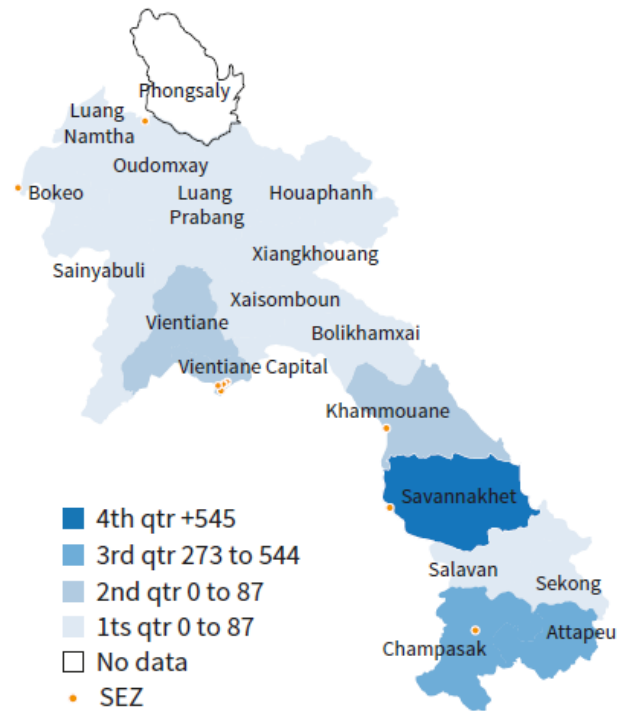 Phongsaly
Luang
Namtha
Oudomxay
Bokeo
Luang
Prabang
Houaphanh
Xiangkhouang
Sainyabuli
Xaisomboun
Vientiane
Bolikhamxai
Vientiane Capital
Khammouane
Savannakhet
Salavan
Sekong
Attapeu
Champasak
4th qtr +545
3rd qtr 273 to 544
2nd qtr 0 to 87
1ts qtr 0 to 87
No data
SEZ